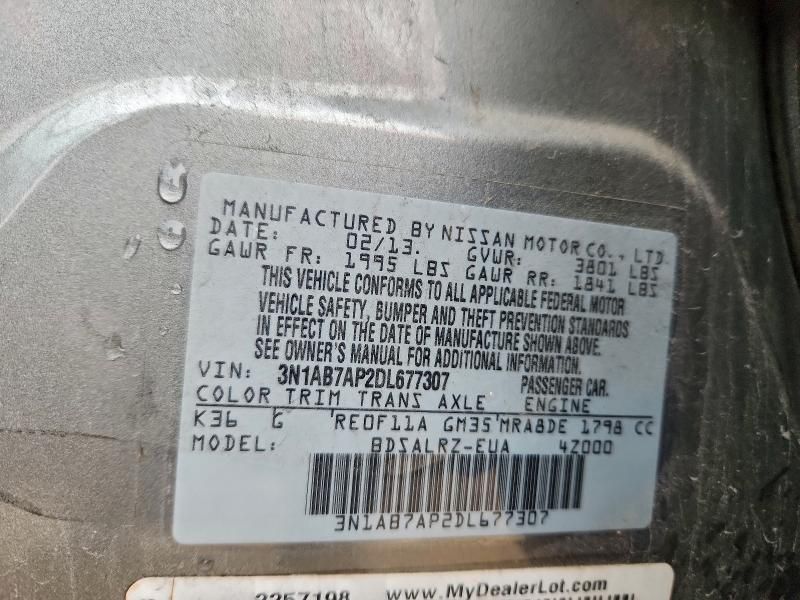 MANUFACTURED BY NISSAN MOTOR CO., LTD.
DATE: 02/13. GVWR: 3801 LBS
GAWR FR: 1995 LBS GAWR RR: 1841 LBS
THIS VEHICLE CONFORMS TO ALL APPLICABLE FEDERAL MOTOR
VEHICLE SAFETY, BUMPER AND THEFT PREVENTION STANDARDS
IN EFFECT ON THE DATE OF MANUFACTURE SHOWN ABOVE.
SEE OWNER'S MANUAL FOR ADDITIONAL INFORMATION.
VIN: 3N1AB7AP2DL677307 PASSENGER CAR.
COLOR TRIM TRANS AXLE ENGINE
K36 G RE0F11A GM35 MRA8DE 1798 CC
MODEL: BDSALRZ-EUA 4Z000
3N1AB7AP2DL677307
2257198 www.MyDealerLot.com